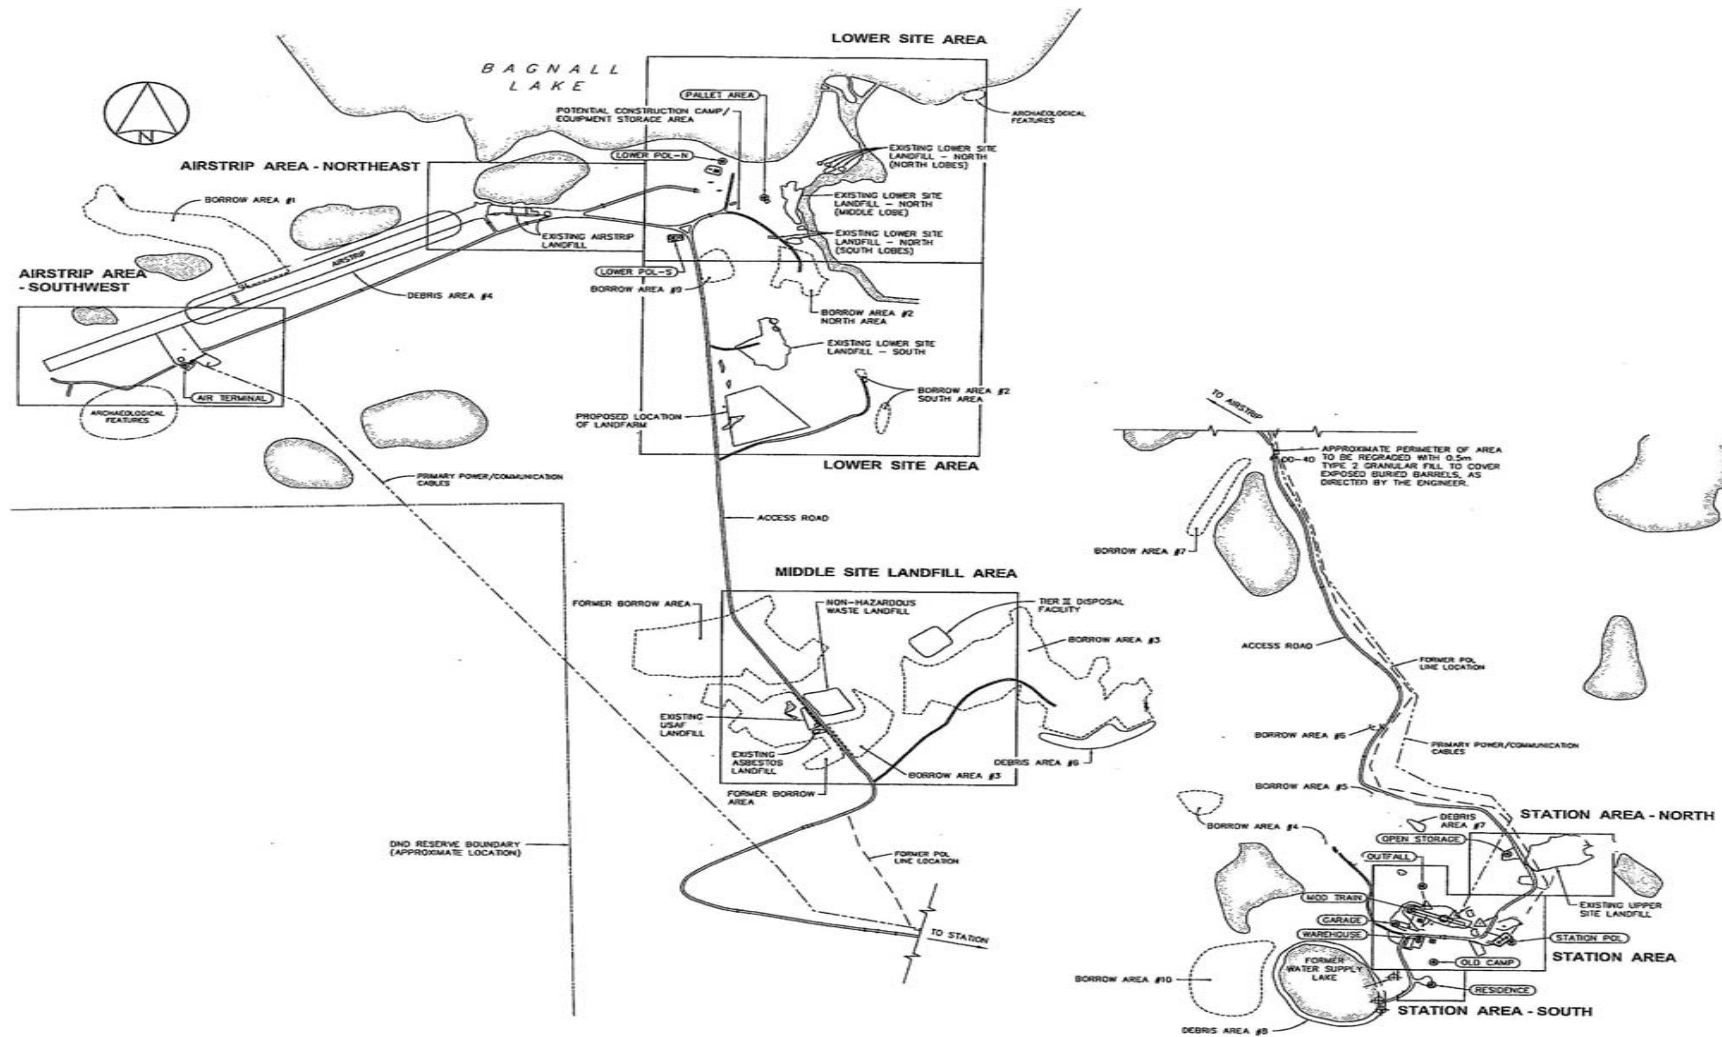 LOWER SITE AREA
BAGNALL
LAKE
PALLET AREA
POTENTIAL CONSTRUCTION CAMP/
EQUIPMENT STORAGE AREA
ARCHAEOLOGICAL
FEATURES
N
AIRSTRIP AREA - NORTHEAST
LOWER POL-N
EXISTING LOWER SITE
LANDFILL - NORTH
(NORTH LOBES)
BORROW AREA #1
EXISTING LOWER SITE
LANDFILL - NORTH
(MIDDLE LOBE)
EXISTING AIRSTRIP
LANDFILL
EXISTING LOWER SITE
LANDFILL - NORTH
(SOUTH LOBES)
AIRSTRIP
AIRSTRIP AREA
- SOUTHWEST
LOWER POL-S
BORROW AREA #9
DEBRIS AREA #4
BORROW AREA #2
NORTH AREA
EXISTING LOWER SITE
LANDFILL - SOUTH
AIR TERMINAL
ARCHAEOLOGICAL
FEATURES
BORROW AREA #2
SOUTH AREA
PROPOSED LOCATION
OF LANDFARM
LOWER SITE AREA
PRIMARY POWER/COMMUNICATION
CABLES
ACCESS ROAD
MIDDLE SITE LANDFILL AREA
FORMER BORROW AREA
NON-HAZARDOUS
WASTE LANDFILL
TIER II DISPOSAL
FACILITY
BORROW AREA #3
EXISTING
USAF
LANDFILL
EXISTING
ASBESTOS
LANDFILL
FORMER BORROW
AREA
BORROW AREA #3
DEBRIS AREA #6
DND RESERVE BOUNDARY
(APPROXIMATE LOCATION)
FORMER POL
LINE LOCATION
TO STATION
TO AIRSTRIP
APPROXIMATE PERIMETER OF AREA
TO BE REGRADED WITH 0.5m
TYPE 2 GRANULAR FILL TO COVER
EXPOSED BURIED BARRELS, AS
DIRECTED BY THE ENGINEER.
BORROW AREA #7
ACCESS ROAD
FORMER POL
LINE LOCATION
BORROW AREA #6
PRIMARY POWER/COMMUNICATION
CABLES
BORROW AREA #5
STATION AREA - NORTH
BORROW AREA #4
DEBRIS
AREA #7
OPEN STORAGE
OUTFALL
MOD TRAIN
GARAGE
WAREHOUSE
EXISTING UPPER
SITE LANDFILL
STATION POL
STATION AREA
OLD CAMP
FORMER
WATER SUPPLY
LAKE
BORROW AREA #10
RESIDENCE
STATION AREA - SOUTH
DEBRIS AREA #8